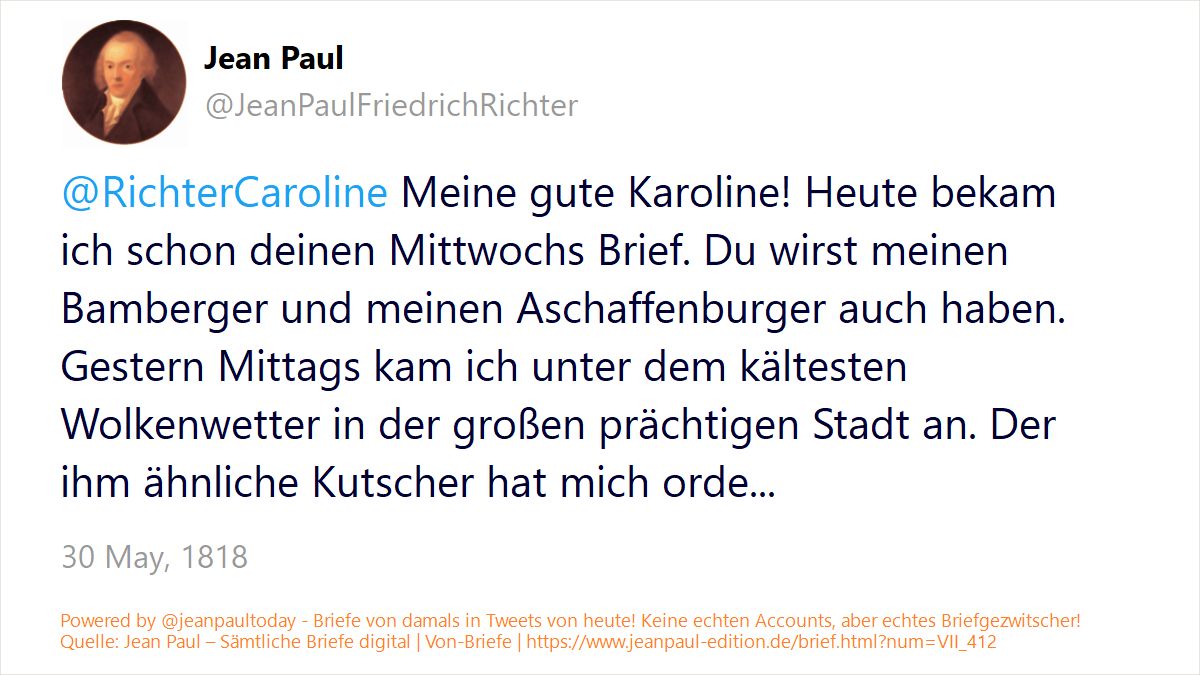 Jean Paul
@JeanPaulFriedrichRichter
@RichterCaroline Meine gute Karoline! Heute bekam
ich schon deinen Mittwochs Brief. Du wirst meinen
Bamberger und meinen Aschaffenburger auch haben.
Gestern Mittags kam ich unter dem kältesten
Wolkenwetter in der großen prächtigen Stadt an. Der
ihm ähnliche Kutscher hat mich orde...
30 May, 1818
Powered by @jeanpaultoday - Briefe von damals in Tweets von heute! Keine echten Accounts, aber echtes Briefgezwitscher!
Quelle: Jean Paul – Sämtliche Briefe digital | Von-Briefe | https://www.jeanpaul-edition.de/brief.html?num=VII_412